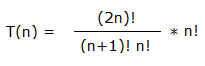 T(n) = (2n)! / (n+1)! n! * n!